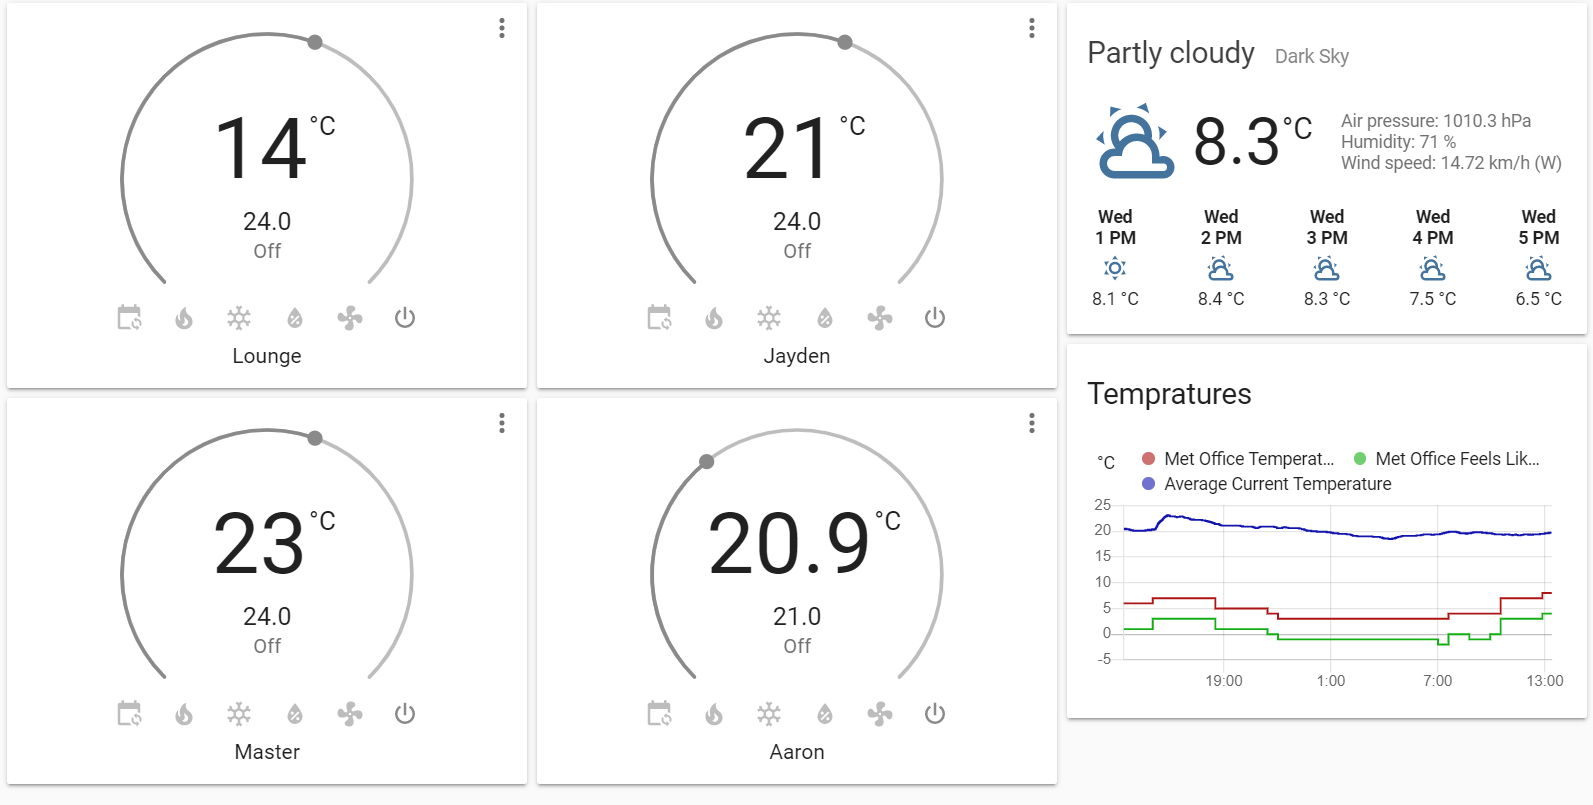 14 °C
24.0
Off
Lounge
21 °C
24.0
Off
Jayden
Partly cloudy Dark Sky
8.3 °C
Air pressure: 1010.3 hPa
Humidity: 71 %
Wind speed: 14.72 km/h (W)
Wed Wed Wed Wed Wed
1 PM 2 PM 3 PM 4 PM 5 PM
8.1 °C 8.4 °C 8.3 °C 7.5 °C 6.5 °C
23 °C
24.0
Off
Master
20.9 °C
21.0
Off
Aaron
Tempratures
°C
Met Office Temperat... Met Office Feels Lik...
Average Current Temperature
25
20
15
10
5
0
-5
19:00 1:00 7:00 13:00